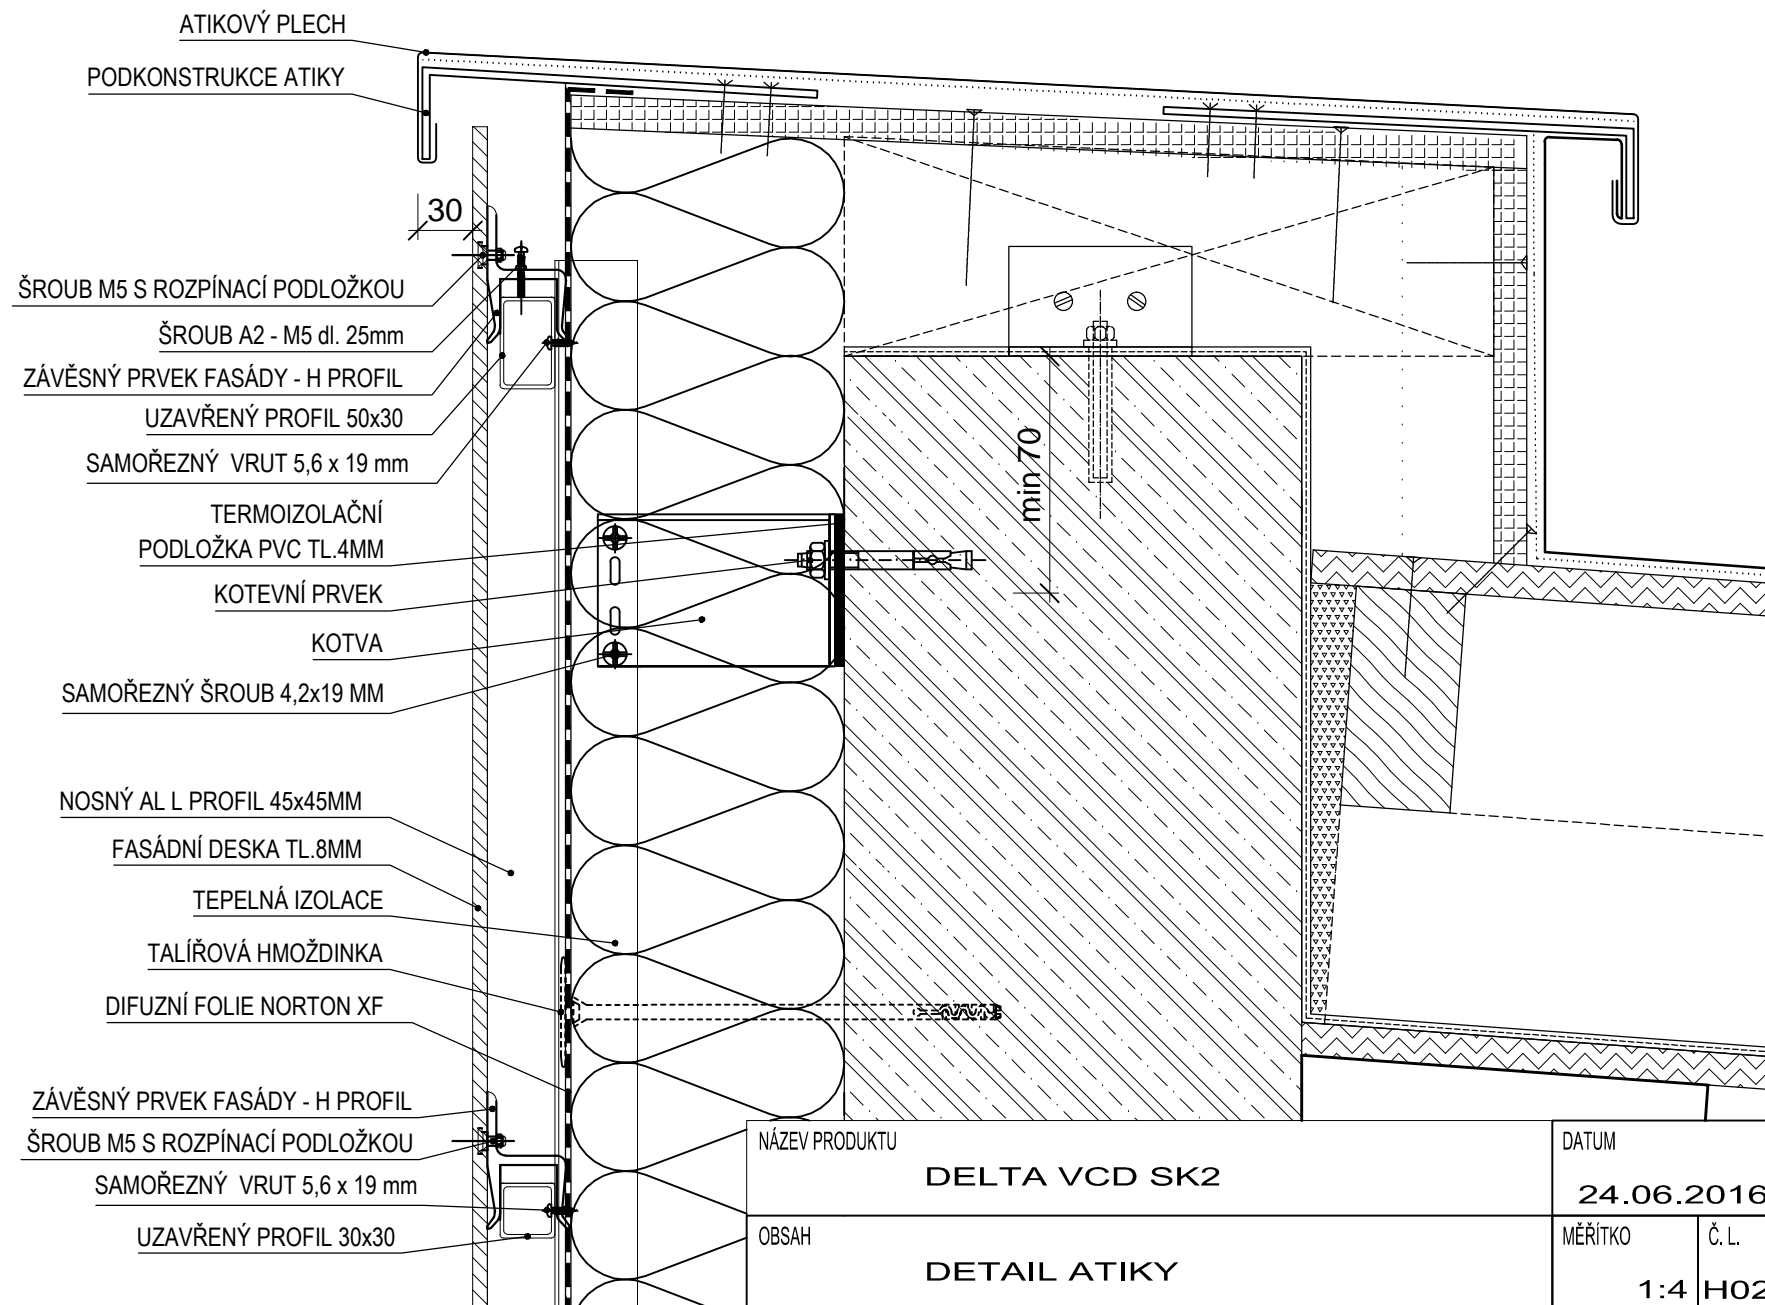 ATIKOVÝ PLECH
PODKONSTRUKCE ATIKY
30
ŠROUB M5 S ROZPÍNACÍ PODLOŽKOU
ŠROUB A2 - M5 dl. 25mm
ZÁVĚSNÝ PRVEK FASÁDY - H PROFIL
UZAVŘENÝ PROFIL 50x30
SAMOŘEZNÝ VRUT 5,6 x 19 mm
TERMOIZOLAČNÍ
PODLOŽKA PVC TL.4MM
KOTEVNÍ PRVEK
KOTVA
SAMOŘEZNÝ ŠROUB 4,2x19 MM
min 70
NOSNÝ AL L PROFIL 45x45MM
FASÁDNÍ DESKA TL.8MM
TEPELNÁ IZOLACE
TALÍŘOVÁ HMOŽDINKA
DIFUZNÍ FOLIE NORTON XF
ZÁVĚSNÝ PRVEK FASÁDY - H PROFIL
ŠROUB M5 S ROZPÍNACÍ PODLOŽKOU
SAMOŘEZNÝ VRUT 5,6 x 19 mm
UZAVŘENÝ PROFIL 30x30
NÁZEV PRODUKTU
DELTA VCD SK2
DATUM
24.06.2016
OBSAH
DETAIL ATIKY
MĚŘÍTKO
1:4
Č. L.
H02